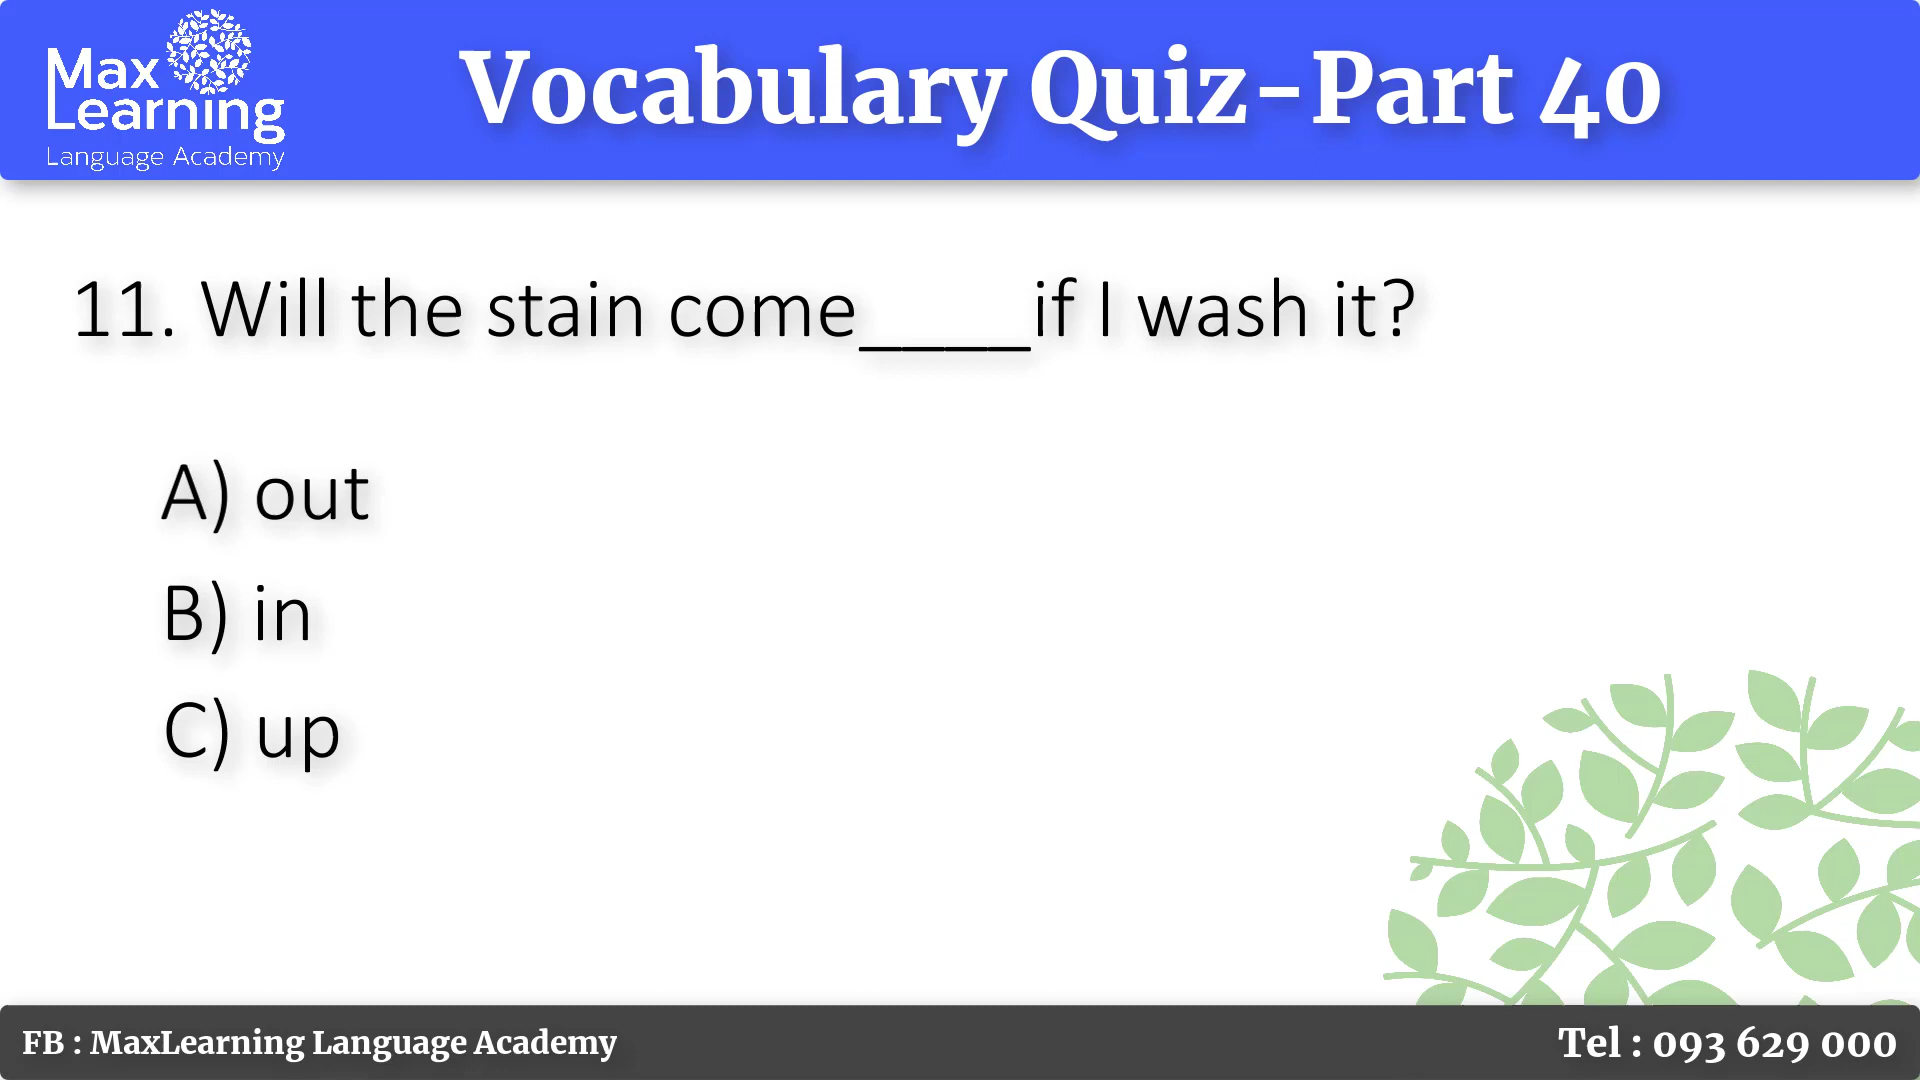 Max
Learning
Language Academy
Vocabulary Quiz-Part 40
11. Will the stain come____if I wash it?
A) out
B) in
C) up
FB : MaxLearning Language Academy
Tel : 093 629 000